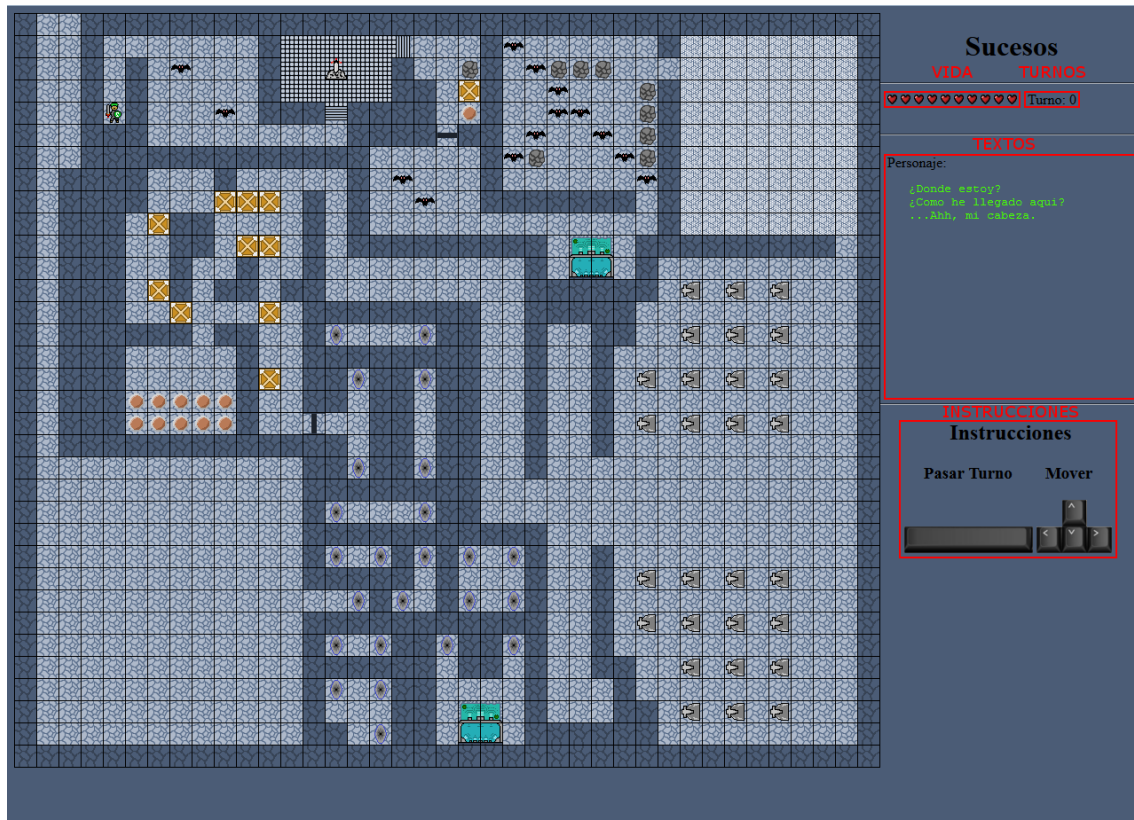 Sucesos
VIDA TURNOS
Turno: 0
TEXTOS
Personaje:
¿Donde estoy?
¿Como he llegado aqui?
...Ahh, mi cabeza.
INSTRUCCIONES
Instrucciones
Pasar Turno Mover
^
< v >